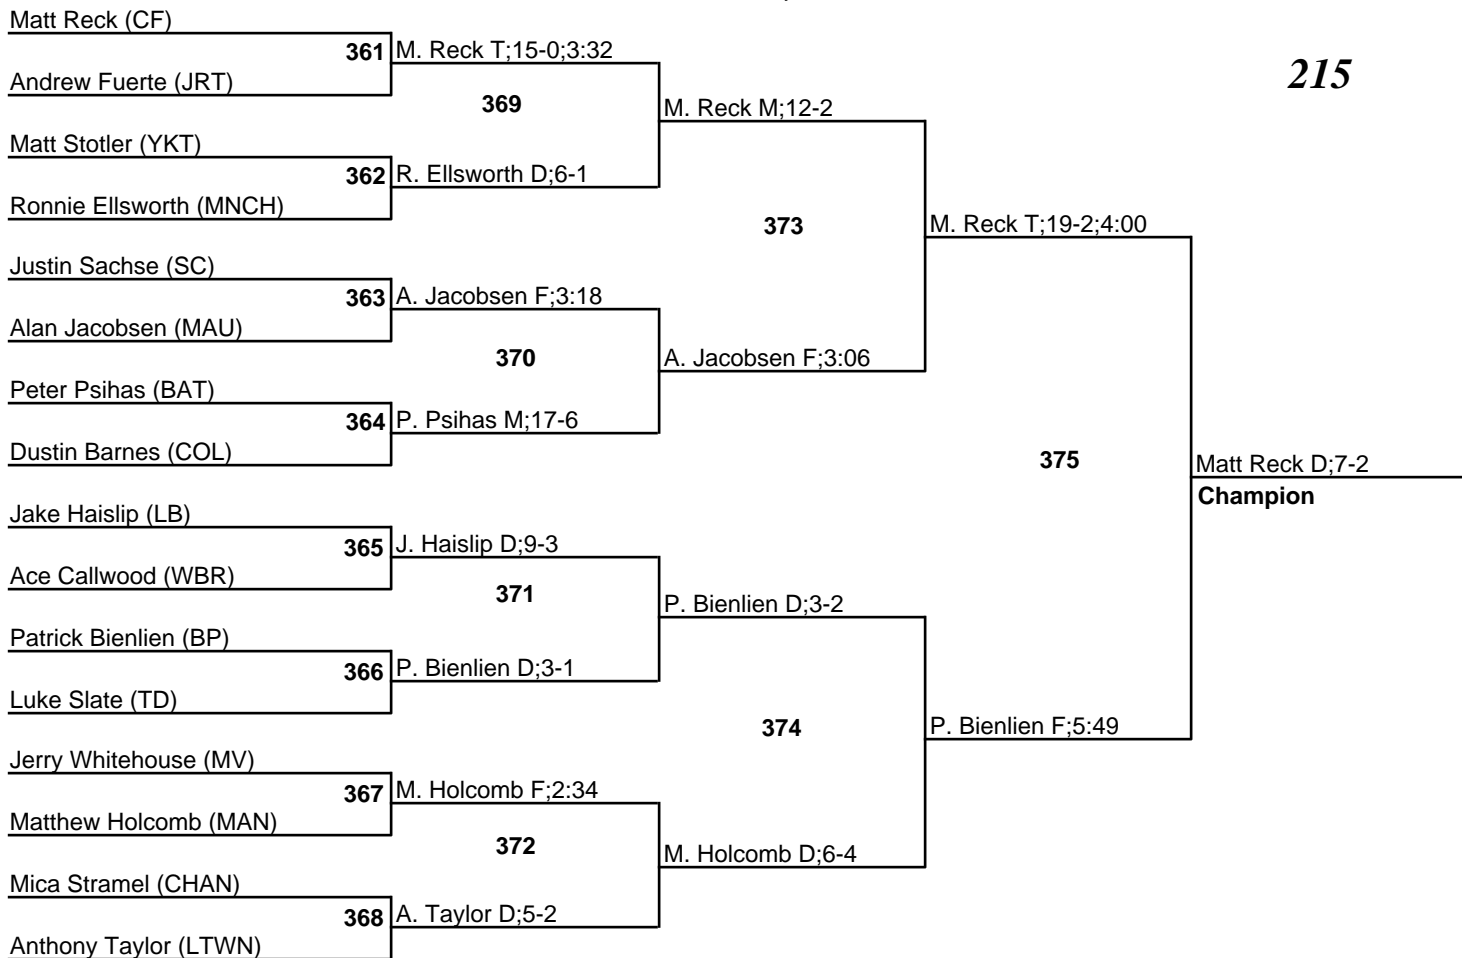 Matt Reck (CF)
361 M. Reck T;15-0;3:32
215
Andrew Fuerte (JRT)
369
M. Reck M;12-2
Matt Stotler (YKT)
362 R. Ellsworth D;6-1
Ronnie Ellsworth (MNCH)
373
M. Reck T;19-2;4:00
Justin Sachse (SC)
363 A. Jacobsen F;3:18
Alan Jacobsen (MAU)
370
A. Jacobsen F;3:06
Peter Psihas (BAT)
364 P. Psihas M;17-6
Dustin Barnes (COL)
375
Matt Reck D;7-2
Champion
Jake Haislip (LB)
365 J. Haislip D;9-3
Ace Callwood (WBR)
371
P. Bienlien D;3-2
Patrick Bienlien (BP)
366 P. Bienlien D;3-1
Luke Slate (TD)
374
P. Bienlien F;5:49
Jerry Whitehouse (MV)
367 M. Holcomb F;2:34
Matthew Holcomb (MAN)
372
M. Holcomb D;6-4
Mica Stramel (CHAN)
368 A. Taylor D;5-2
Anthony Taylor (LTWN)